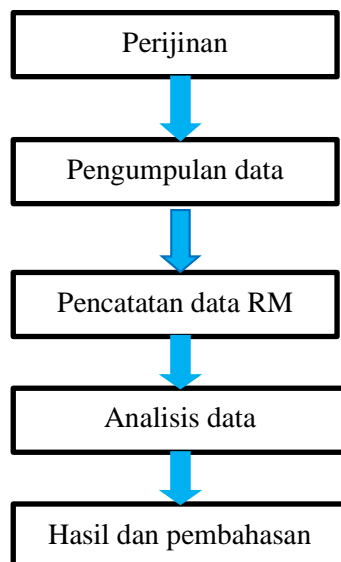 Perijinan
Pengumpulan data
Pencatatan data RM
Analisis data
Hasil dan pembahasan